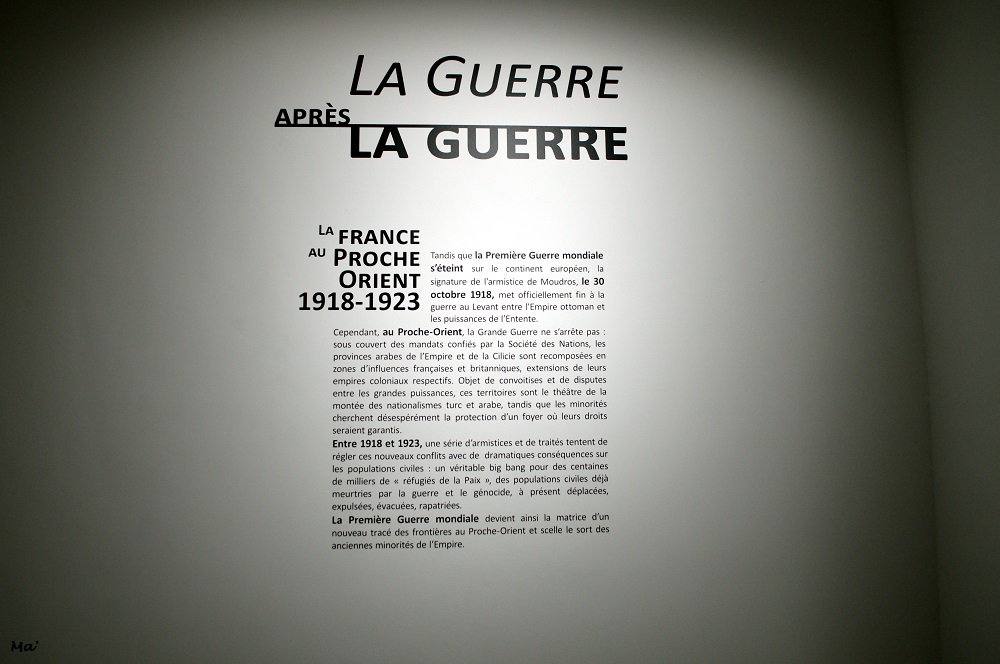 LA GUERRE
APRÈS
LA GUERRE
LA FRANCE
AU PROCHE
ORIENT
1918-1923
Tandis que la Première Guerre mondiale
s'éteint sur le continent européen, la
signature de l'armistice de Moudros, le 30
octobre 1918, met officiellement fin à la
guerre au Levant entre l'Empire ottoman et
les puissances de l'Entente.
Cependant, au Proche-Orient, la Grande Guerre ne s'arrête pas :
sous couvert des mandats confiés par la Société des Nations, les
provinces arabes de l'Empire et de la Cilicie sont recomposées en
zones d'influences françaises et britanniques, extensions de leurs
empires coloniaux respectifs. Objet de convoitises et de disputes
entre les grandes puissances, ces territoires sont le théâtre de la
montée des nationalismes turc et arabe, tandis que les minorités
cherchent désespérément la protection d'un foyer où leurs droits
seraient garantis.
Entre 1918 et 1923, une série d'armistices et de traités tentent de
régler ces nouveaux conflits avec de dramatiques conséquences sur
les populations civiles : un véritable big bang pour des centaines
de milliers de « réfugiés de la Paix », des populations civiles déjà
meurtries par la guerre et le génocide, à présent déplacées,
expulsées, évacuées, rapatriées.
La Première Guerre mondiale devient ainsi la matrice d'un
nouveau tracé des frontières au Proche-Orient et scelle le sort des
anciennes minorités de l'Empire.
Mai